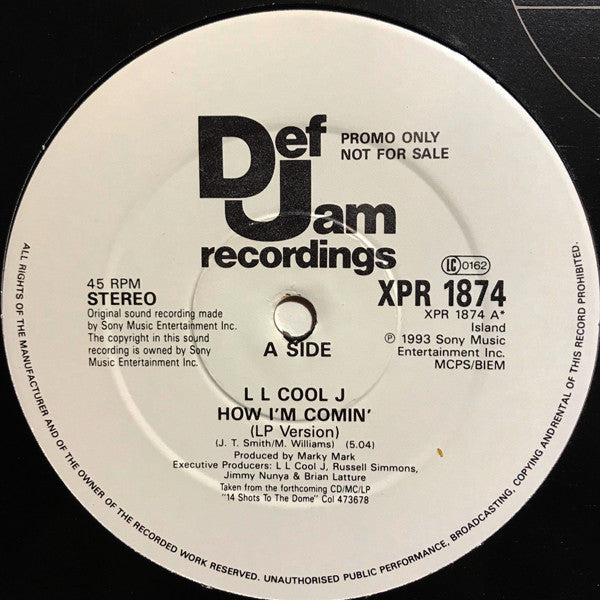 Def
Jam
recordings
PROMO ONLY
NOT FOR SALE
LC 0162
45 RPM
STEREO
Original sound recording made
by Sony Music Entertainment Inc.
The copyright in this sound
recording is owned by Sony
Music Entertainment Inc.
XPR 1874
XPR 1874 A*
Island
℗ 1993 Sony Music
Entertainment Inc.
MCPS/BIEM
A SIDE
L L COOL J
HOW I'M COMIN'
(LP Version)
(J. T. Smith/M. Williams) (5.04)
Produced by Marky Mark
Executive Producers: L L Cool J, Russell Simmons,
Jimmy Nunya & Brian Latture
Taken from the forthcoming CD/MC/LP
"14 Shots To The Dome" Col 473678
ALL RIGHTS OF THE MANUFACTURER AND OF THE OWNER OF THE RECORDED WORK RESERVED. UNAUTHORISED PUBLIC PERFORMANCE, BROADCASTING, COPYING AND RENTAL OF THIS RECORD PROHIBITED.